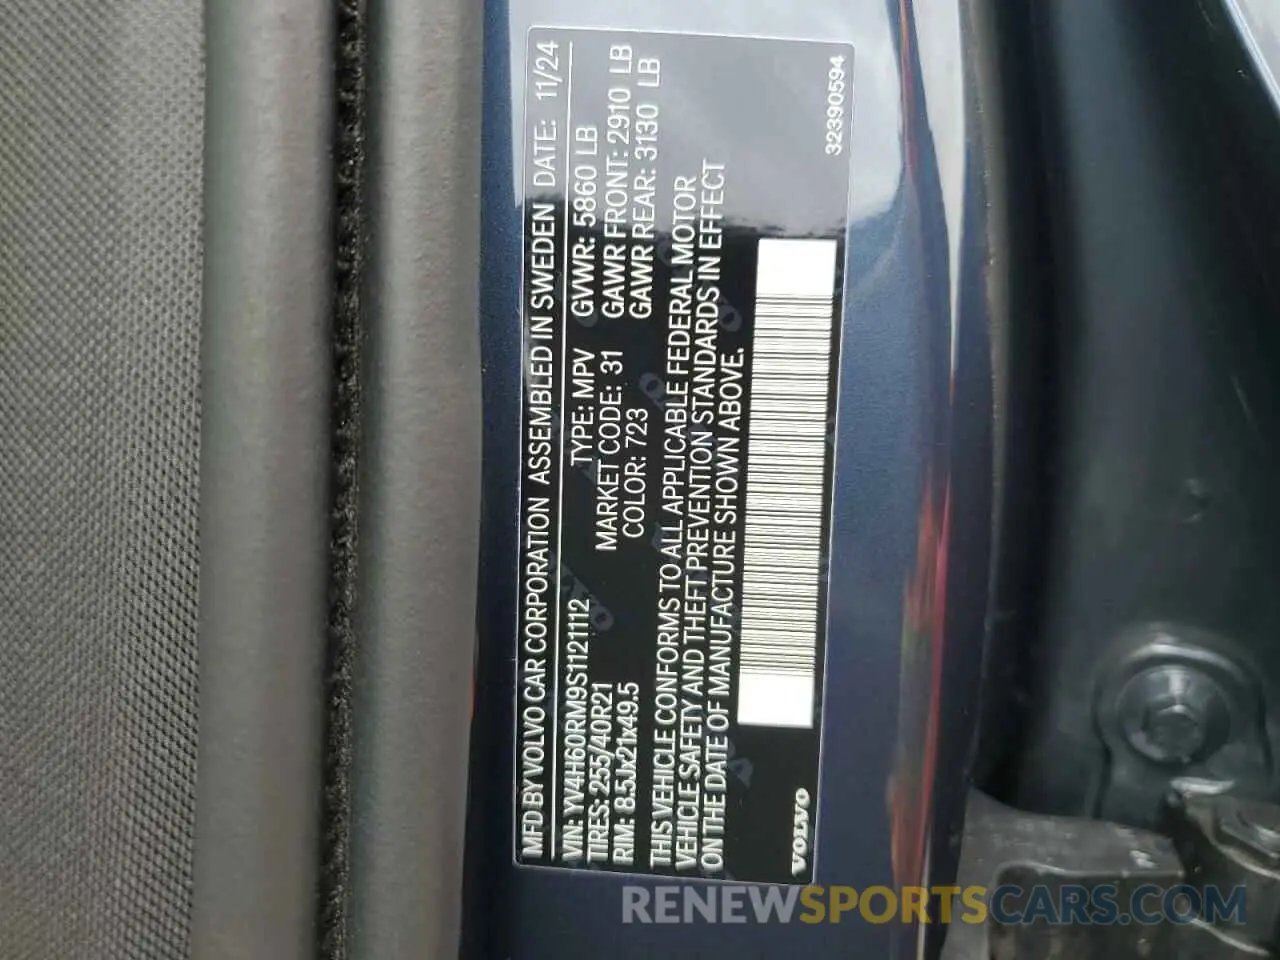 MFD BY VOLVO CAR CORPORATION ASSEMBLED IN SWEDEN DATE: 11/24
VIN: YV4H60RM9S1121112 TYPE: MPV GVWR: 5860 LB
TIRES: 255/40R21 MARKET CODE: 31 GAWR FRONT: 2910 LB
RIM: 8.5Jx21x49.5 COLOR: 723 GAWR REAR: 3130 LB
THIS VEHICLE CONFORMS TO ALL APPLICABLE FEDERAL MOTOR
VEHICLE SAFETY AND THEFT PREVENTION STANDARDS IN EFFECT
ON THE DATE OF MANUFACTURE SHOWN ABOVE.
VOLVO
32390594
RENEWSPORTSCARS.COM